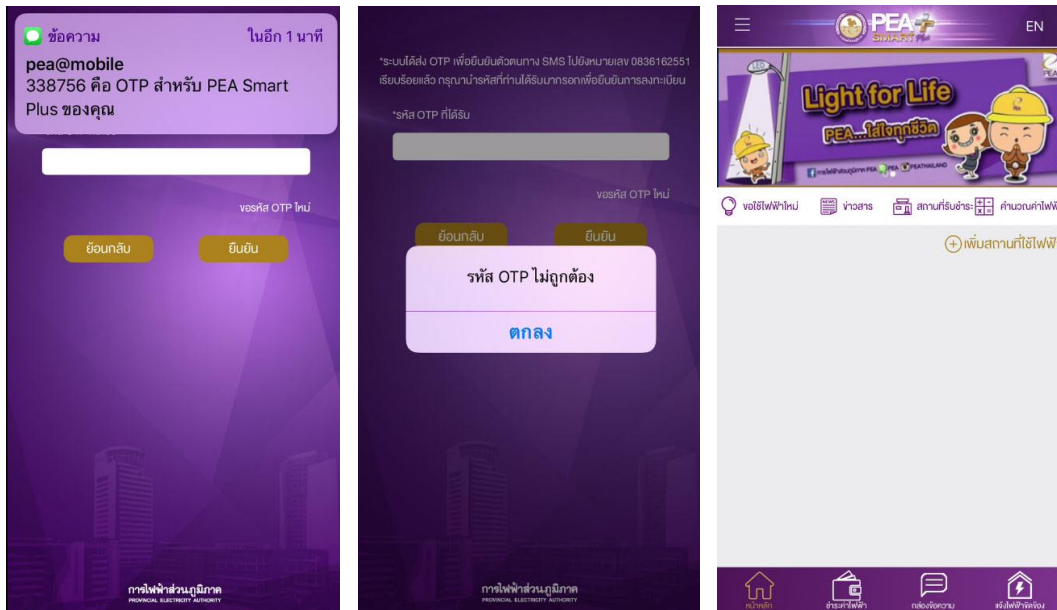 ข้อความ ในอีก 1 นาที
pea@mobile
338756 คือ OTP สำหรับ PEA Smart
Plus ของคุณ
ขอรหัส OTP ใหม่
ย้อนกลับ ยืนยัน
การไฟฟ้าส่วนภูมิภาค
PROVINCIAL ELECTRICITY AUTHORITY
*ระบบได้ส่ง OTP เพื่อยืนยันตัวตนทาง SMS ไปยังหมายเลข 0836162551
เรียบร้อยแล้ว กรุณานำรหัสที่ท่านได้รับมากรอกเพื่อยืนยันการลงทะเบียน
*รหัส OTP ที่ได้รับ
ขอรหัส OTP ใหม่
ย้อนกลับ ยืนยัน
รหัส OTP ไม่ถูกต้อง
ตกลง
การไฟฟ้าส่วนภูมิภาค
PROVINCIAL ELECTRICITY AUTHORITY
PEA SMART Plus
EN
LED
PEA
Light for Life
PEA...ใส่ใจทุกชีวิต
PEA PEATHAILAND
ขอใช้ไฟฟ้าใหม่ NEWS ข่าวสาร สถานที่รับชำระ คำนวณค่าไฟฟ้
เพิ่มสถานที่ใช้ไฟฟ้
หน้าหลัก ชำระค่าไฟฟ้า กล่องข้อความ แจ้งไฟฟ้าขัดข้อง